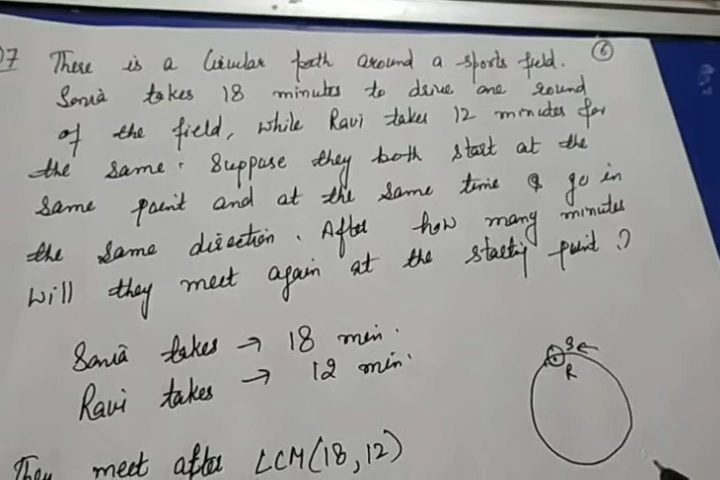 07 There is a Circular path around a sports field. 6
Sonia takes 18 minutes to drive one round
of the field, while Ravi takes 12 minutes for
the same. Suppose they both start at the
same point and at the same time & go in
the same direction. After how many minutes
will they meet again at the starting point ?
Sonia takes → 18 min.
Ravi takes → 12 min.
S
R
They meet after LCM(18,12)